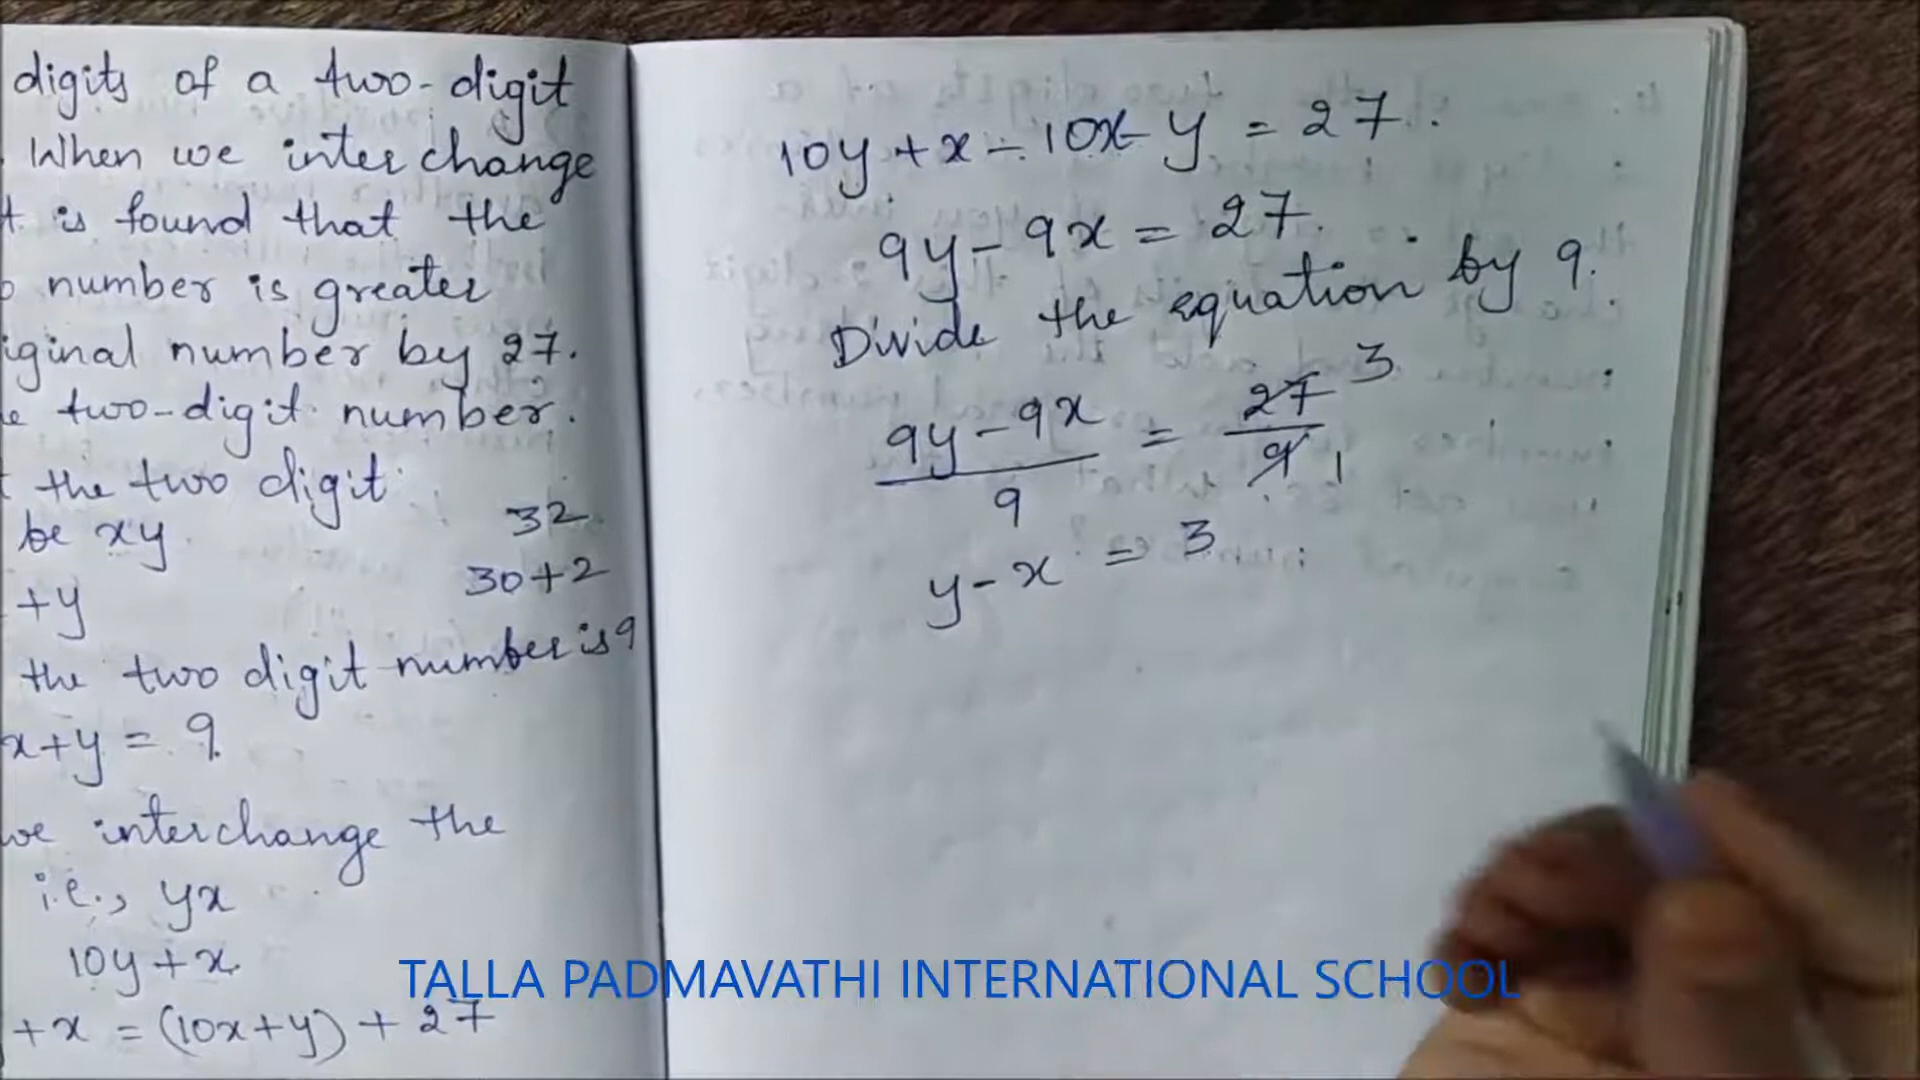 digits of a two-digit
. When we interchange
t is found that the
number is greater
iginal number by 27.
e two-digit number.
t the two digit
be xy
32
+y
30+2
the two digit number is 9
x+y = 9.
we interchange the
i.e., yx
10y+x.
+x = (10x+y) + 27
10y+x-10x-y = 27.
9y-9x = 27.
Divide the equation by 9.
9y-9x = 27 3
9 9 1
y-x = 3
TALLA PADMAVATHI INTERNATIONAL SCHOOL